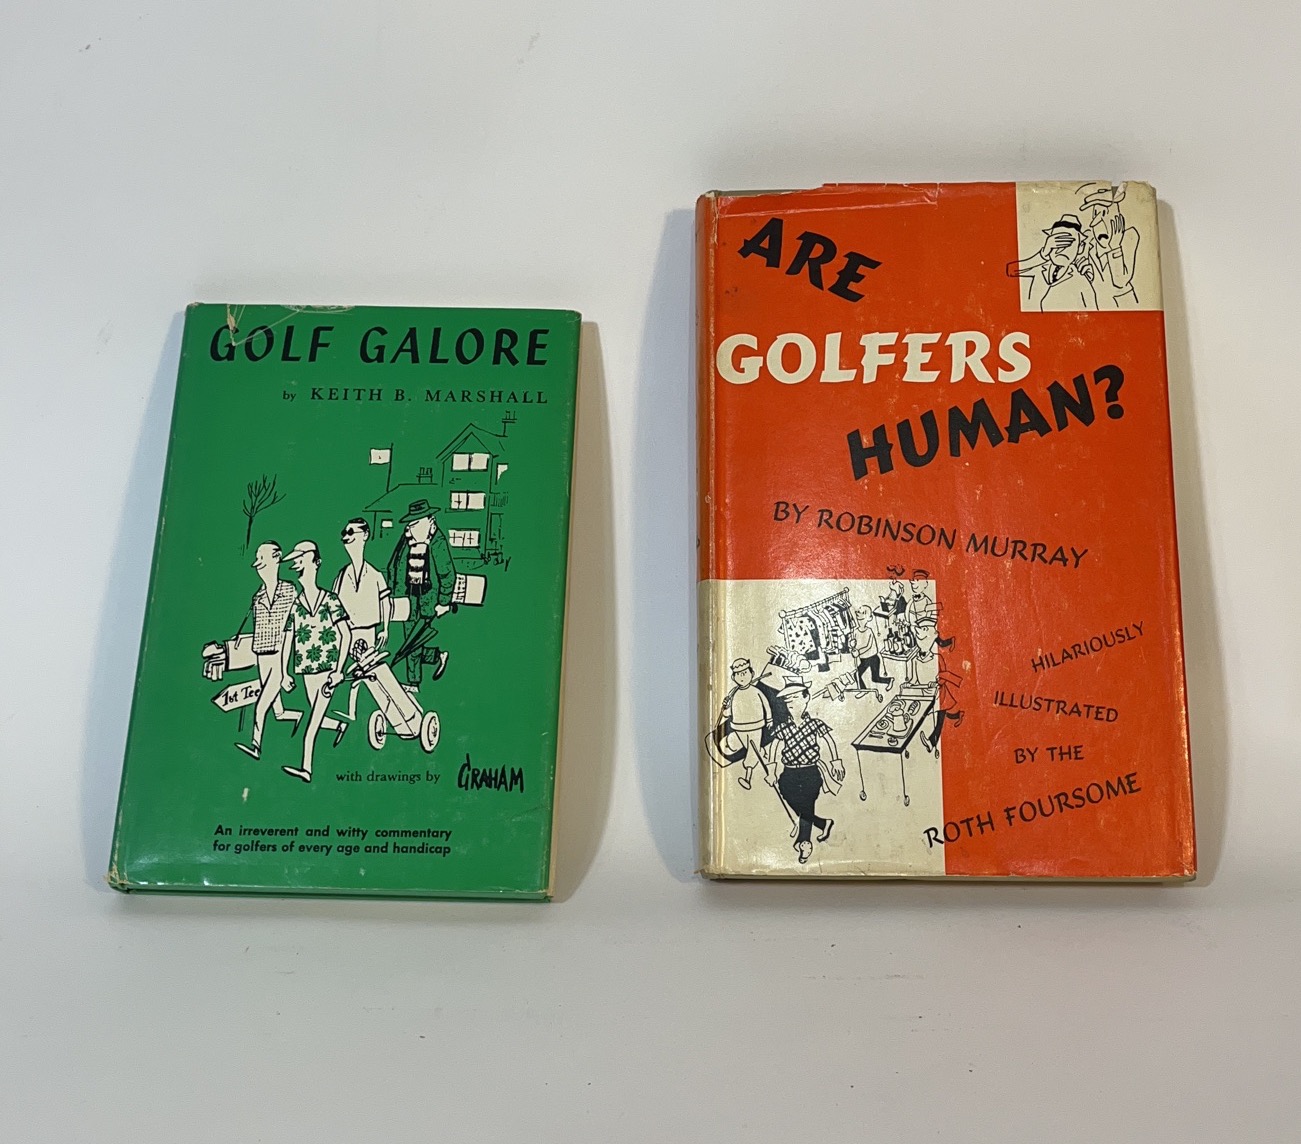 GOLF GALORE
by KEITH B. MARSHALL
1st Tee
with drawings by GRAHAM
An irreverent and witty commentary
for golfers of every age and handicap
ARE
GOLFERS
HUMAN?
BY ROBINSON MURRAY
HILARIOUSLY
ILLUSTRATED
BY THE
ROTH FOURSOME